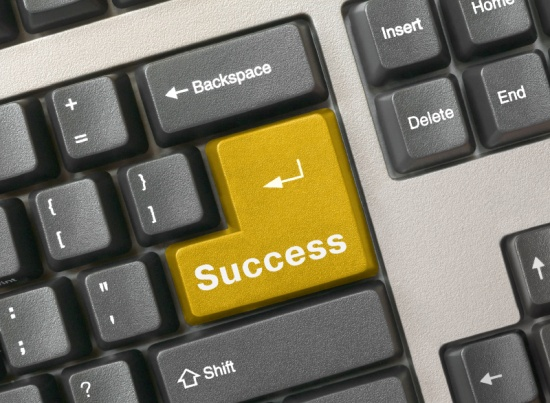 Insert
Home
← Backspace
Delete
End
+
=
}
]
{
[
↵
Success
"
'
:
;
⇧ Shift
?
↑
←